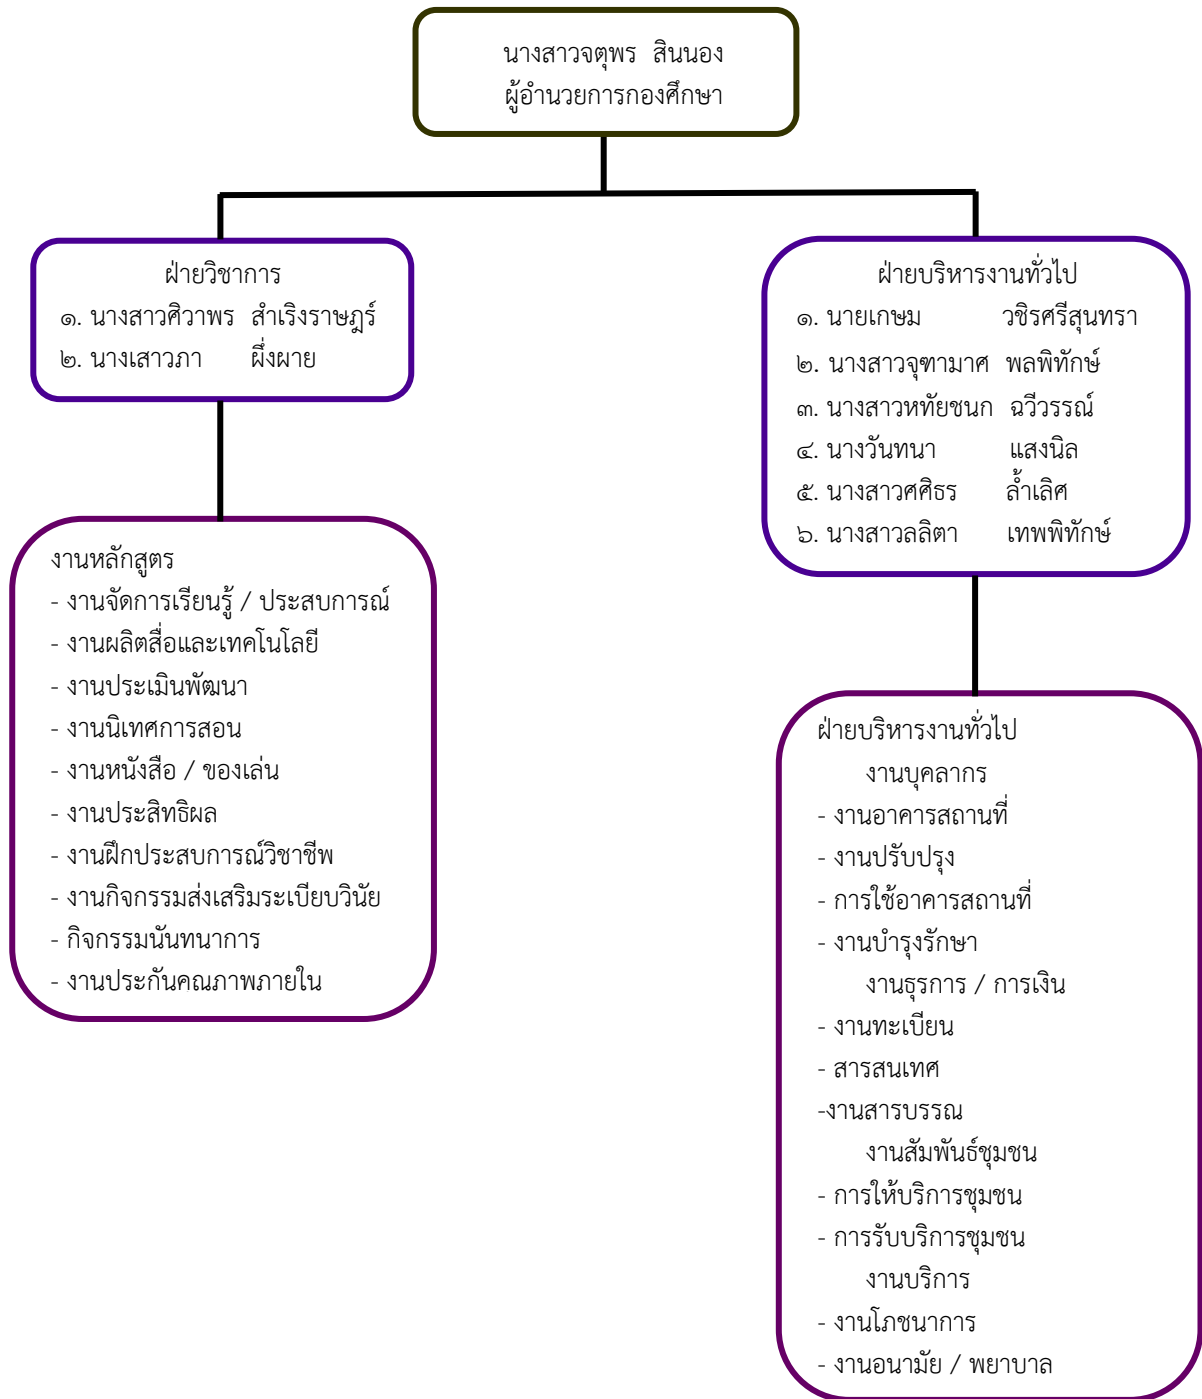 นางสาวจตุพร สินนอง
ผู้อำนวยการกองศึกษา
ฝ่ายวิชาการ
๑. นางสาวศิวาพร สำเริงราษฎร์
๒. นางเสาวภา ผึ่งผาย
งานหลักสูตร
- งานจัดการเรียนรู้ / ประสบการณ์
- งานผลิตสื่อและเทคโนโลยี
- งานประเมินพัฒนา
- งานนิเทศการสอน
- งานหนังสือ / ของเล่น
- งานประสิทธิผล
- งานฝึกประสบการณ์วิชาชีพ
- งานกิจกรรมส่งเสริมระเบียบวินัย
- กิจกรรมนันทนาการ
- งานประกันคณภาพภายใน
ฝ่ายบริหารงานทั่วไป
๑. นายเกษม วชิรศรีสุนทรา
๒. นางสาวจุฑามาศ พลพิทักษ์
๓. นางสาวหทัยชนก ฉวีวรรณ์
๔. นางวันทนา แสงนิล
๕. นางสาวศศิธร ล้ำเลิศ
๖. นางสาวลลิตา เทพพิทักษ์
ฝ่ายบริหารงานทั่วไป
งานบุคลากร
- งานอาคารสถานที่
- งานปรับปรุง
- การใช้อาคารสถานที่
- งานบำรุงรักษา
งานธุรการ / การเงิน
- งานทะเบียน
- สารสนเทศ
-งานสารบรรณ
งานสัมพันธ์ชุมชน
- การให้บริการชุมชน
- การรับบริการชุมชน
งานบริการ
- งานโภชนาการ
- งานอนามัย / พยาบาล